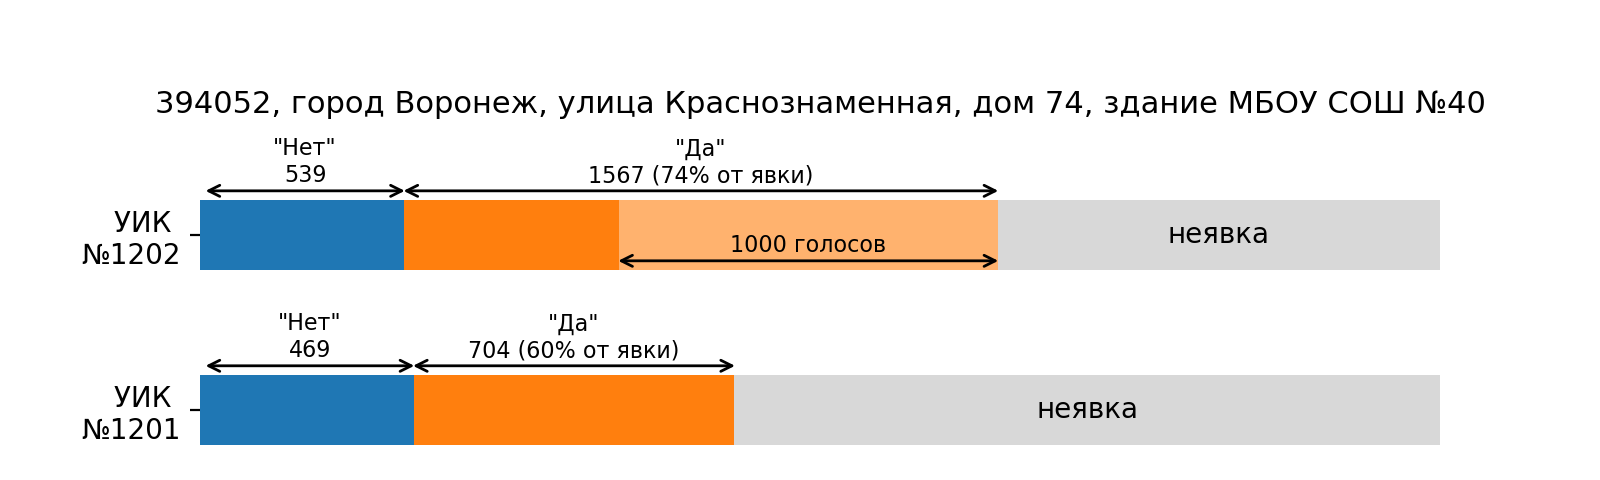 394052, город Воронеж, улица Краснознаменная, дом 74, здание МБОУ СОШ №40
"Нет"
539
"Да"
1567 (74% от явки)
УИК
№1202
1000 голосов
неявка
"Нет"
469
"Да"
704 (60% от явки)
УИК
№1201
неявка